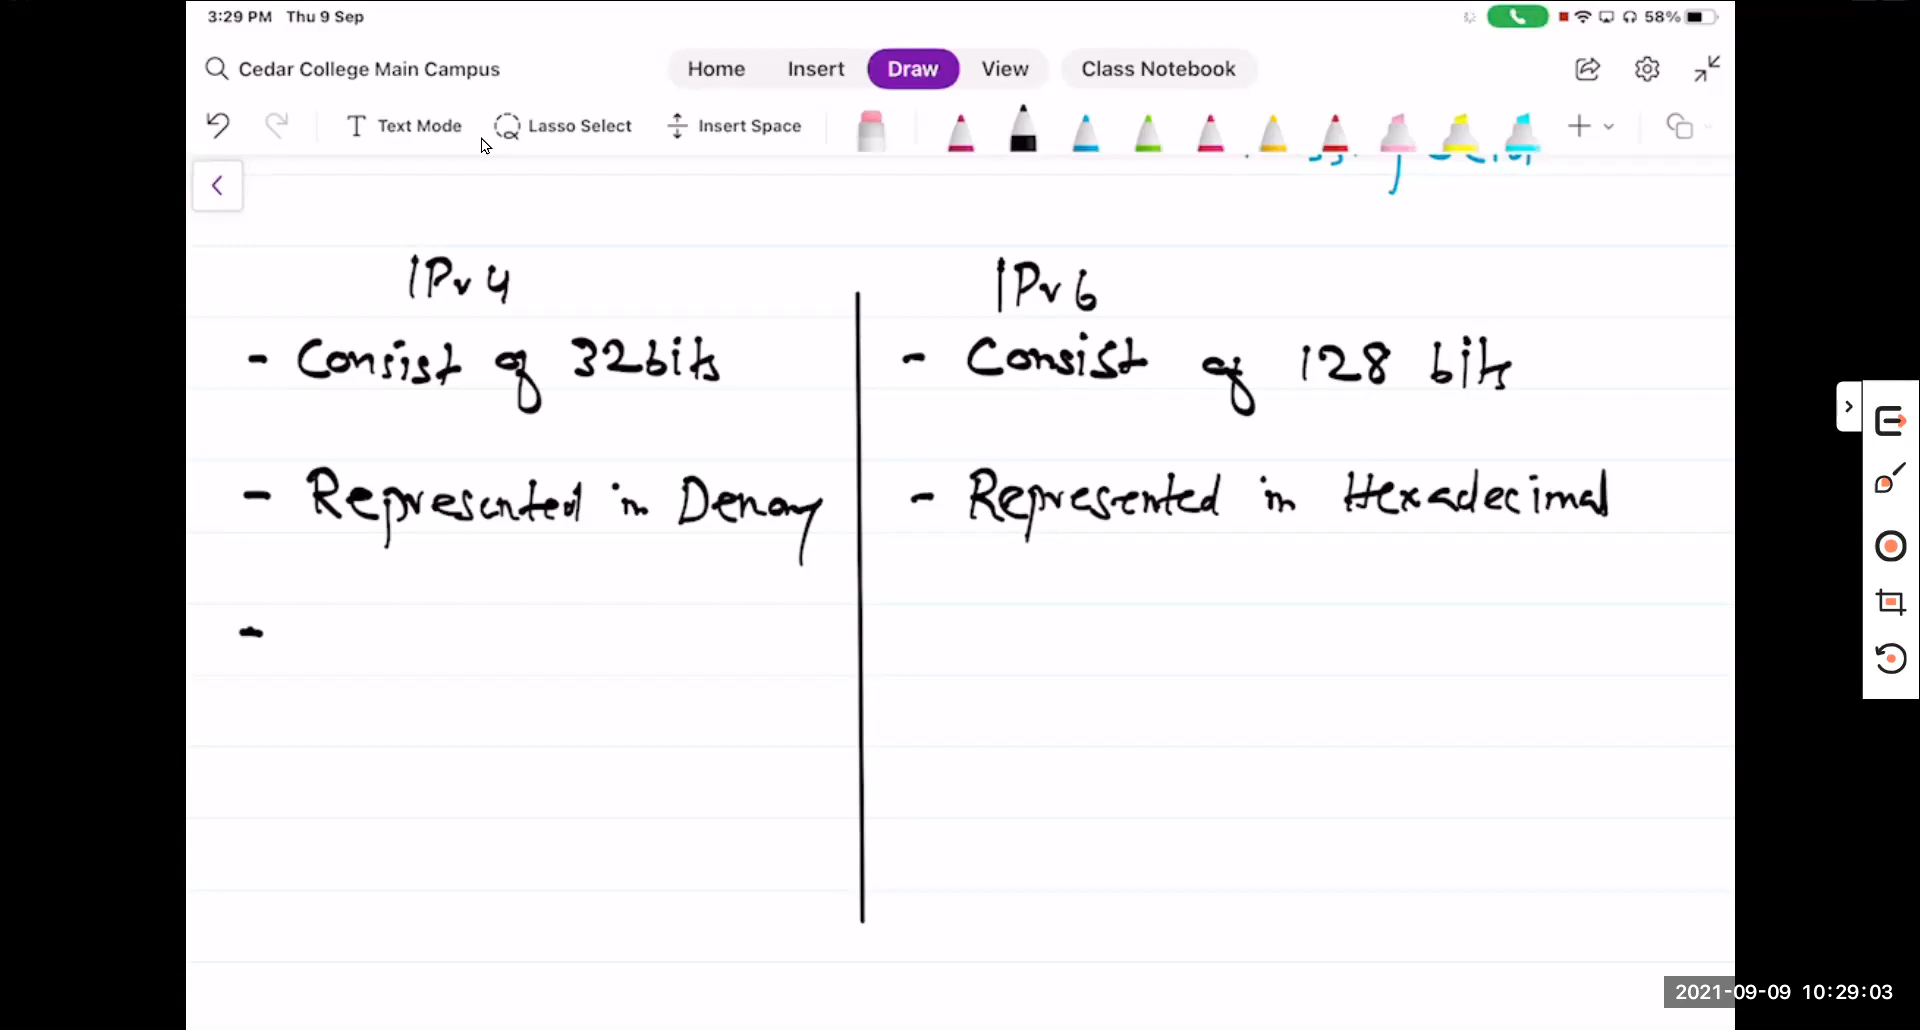 3:29 PM Thu 9 Sep
58%
Cedar College Main Campus
Home Insert Draw View Class Notebook
Text Mode Lasso Select Insert Space
IPv4
IPv6
- Consist of 32bits
- Consist of 128 bits
- Represented in Denary
- Represented in Hexadecimal
-
2021-09-09 10:29:03